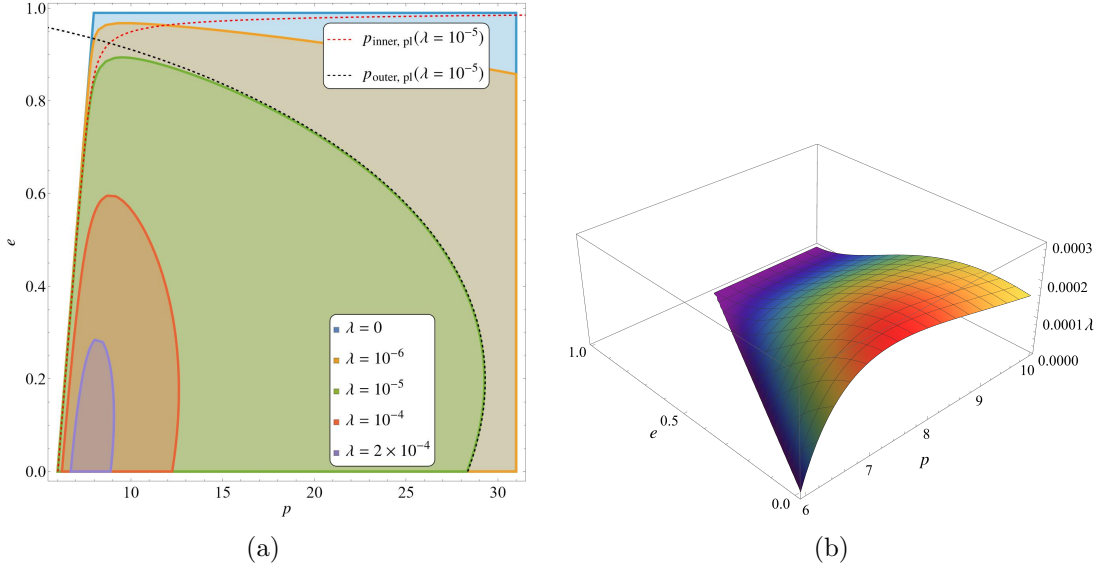 1.0
0.8
0.6
0.4
0.2
0.0
e
10
15
20
25
30
p
p_inner, pl(λ = 10⁻⁵)
p_outer, pl(λ = 10⁻⁵)
λ = 0
λ = 10⁻⁶
λ = 10⁻⁵
λ = 10⁻⁴
λ = 2 × 10⁻⁴
(a)
1.0
0.5
e
0.0
6
7
8
9
10
p
0.0003
0.0002
0.0001 λ
0.0000
(b)